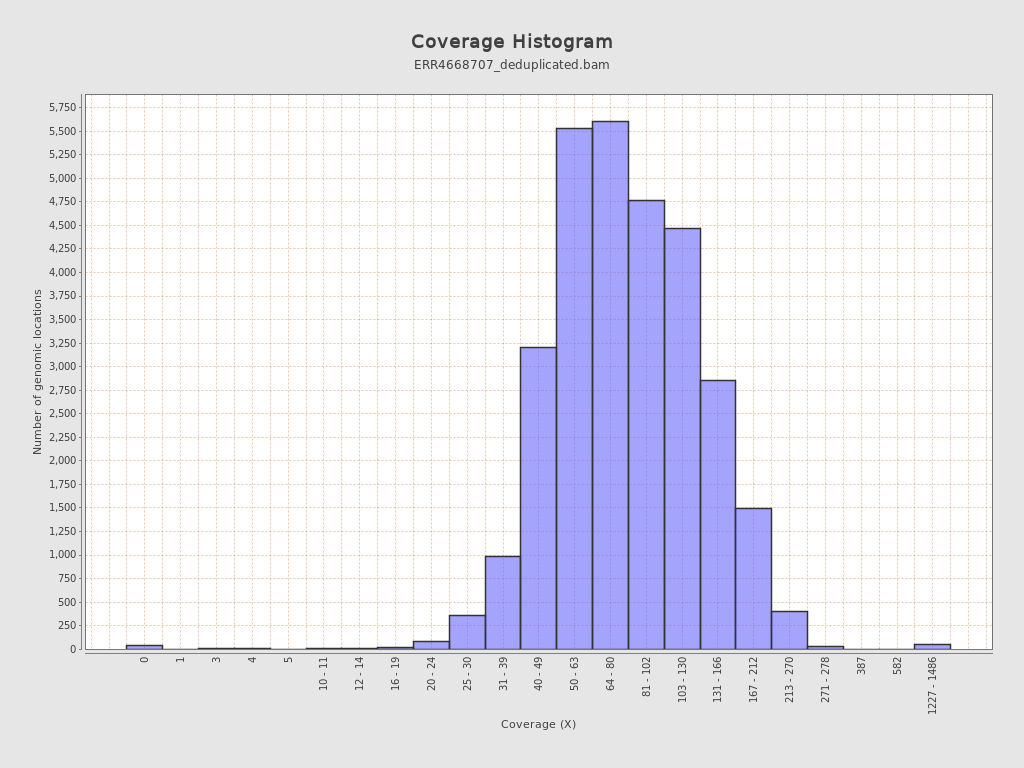 Coverage Histogram
ERR4668707_deduplicated.bam
Number of genomic locations
5,750
5,500
5,250
5,000
4,750
4,500
4,250
4,000
3,750
3,500
3,250
3,000
2,750
2,500
2,250
2,000
1,750
1,500
1,250
1,000
750
500
250
0
0
1
3
4
5
10 - 11
12 - 14
16 - 19
20 - 24
25 - 30
31 - 39
40 - 49
50 - 63
64 - 80
81 - 102
103 - 130
131 - 166
167 - 212
213 - 270
271 - 278
387
582
1227 - 1486
Coverage (X)